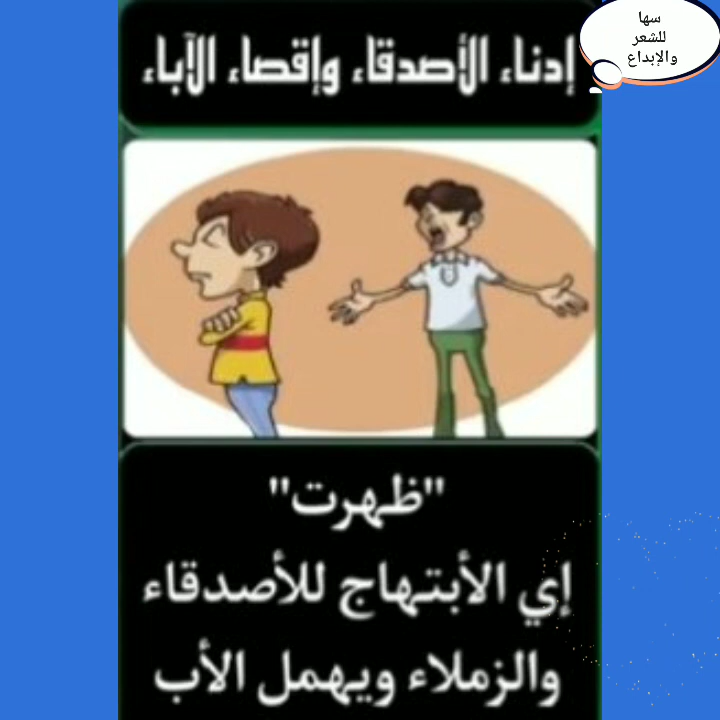 سها
للشعر
والإبداع
إدناء الأصدقاء وإقصاء الآباء
"ظهرت"
إي الأبتهاج للأصدقاء
والزملاء ويهمل الأب